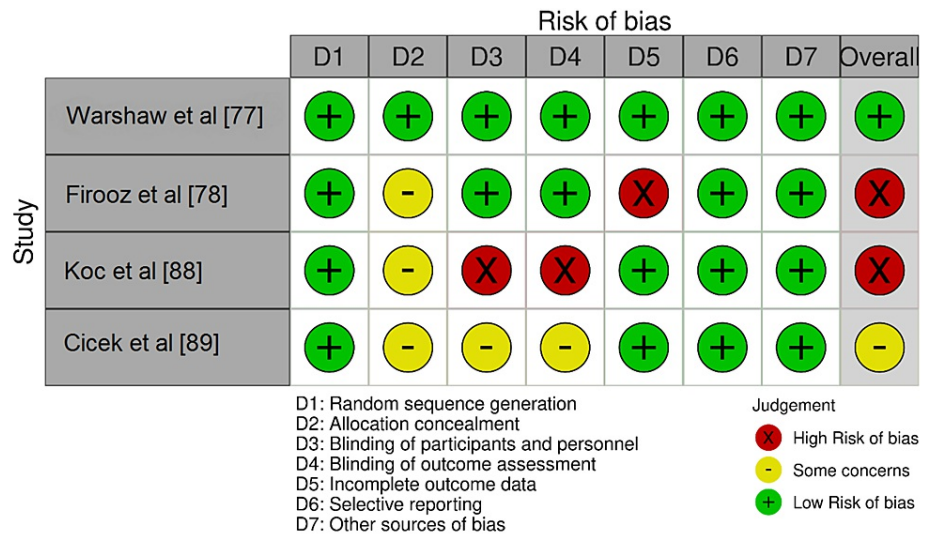 Risk of bias
D1 D2 D3 D4 D5 D6 D7 Overall
Study
Warshaw et al [77] + + + + + + + +
Firooz et al [78] + - + + X + + X
Koc et al [88] + - X X + + + X
Cicek et al [89] + - - - + + + -
D1: Random sequence generation
D2: Allocation concealment
D3: Blinding of participants and personnel
D4: Blinding of outcome assessment
D5: Incomplete outcome data
D6: Selective reporting
D7: Other sources of bias
Judgement
X High Risk of bias
- Some concerns
+ Low Risk of bias